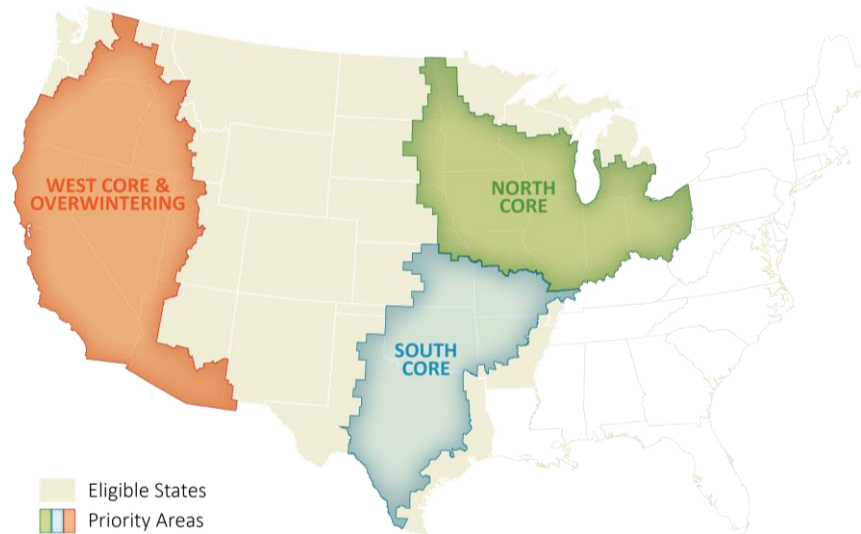 WEST CORE &
OVERWINTERING
NORTH
CORE
SOUTH
CORE
Eligible States
Priority Areas